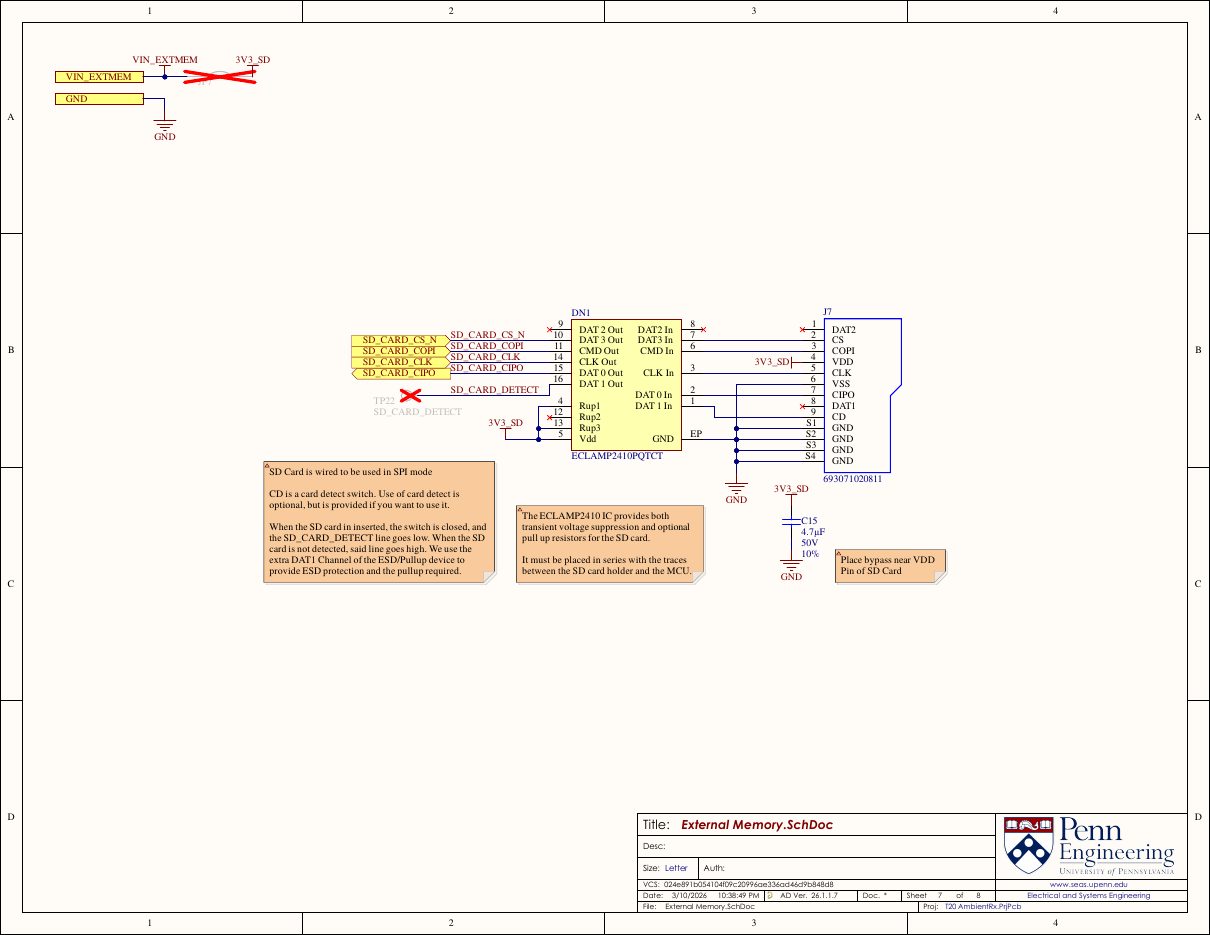 1 2 3 4
VIN_EXTMEM 3V3_SD
VIN_EXTMEM
GND
GND
A A
B B
C C
D D
DN1
J7
SD_CARD_CS_N
SD_CARD_COPI
SD_CARD_CLK
SD_CARD_CIPO
SD_CARD_CS_N
SD_CARD_COPI
SD_CARD_CLK
SD_CARD_CIPO
SD_CARD_DETECT
TP22
SD_CARD_DETECT
3V3_SD
9 DAT 2 Out DAT2 In 8
10 DAT 3 Out DAT3 In 7
11 CMD Out CMD In 6
14 CLK Out
15 DAT 0 Out CLK In 3
16 DAT 1 Out
DAT 0 In 2
4 Rup1 DAT 1 In 1
12 Rup2
13 Rup3
5 Vdd GND EP
ECLAMP2410PQTCT
1 DAT2
2 CS
3 COPI
3V3_SD 4 VDD
5 CLK
6 VSS
7 CIPO
8 DAT1
9 CD
S1 GND
S2 GND
S3 GND
S4 GND
693071020811
GND
3V3_SD
C15
4.7µF
50V
10%
GND
SD Card is wired to be used in SPI mode
CD is a card detect switch. Use of card detect is
optional, but is provided if you want to use it.
When the SD card in inserted, the switch is closed, and
the SD_CARD_DETECT line goes low. When the SD
card is not detected, said line goes high. We use the
extra DAT1 Channel of the ESD/Pullup device to
provide ESD protection and the pullup required.
The ECLAMP2410 IC provides both
transient voltage suppression and optional
pull up resistors for the SD card.
It must be placed in series with the traces
between the SD card holder and the MCU.
Place bypass near VDD
Pin of SD Card
Title: External Memory.SchDoc
Desc:
Size: Letter Auth:
VCS: 024e891b054104f09c20996ae336ad46d9b848d8
Date: 3/10/2026 10:38:49 PM AD Ver. 26.1.1.7 Doc. * Sheet 7 of 8
File: External Memory.SchDoc Proj: T20 AmbientRx.PrjPcb
Penn
Engineering
UNIVERSITY OF PENNSYLVANIA
www.seas.upenn.edu
Electrical and Systems Engineering
1 2 3 4